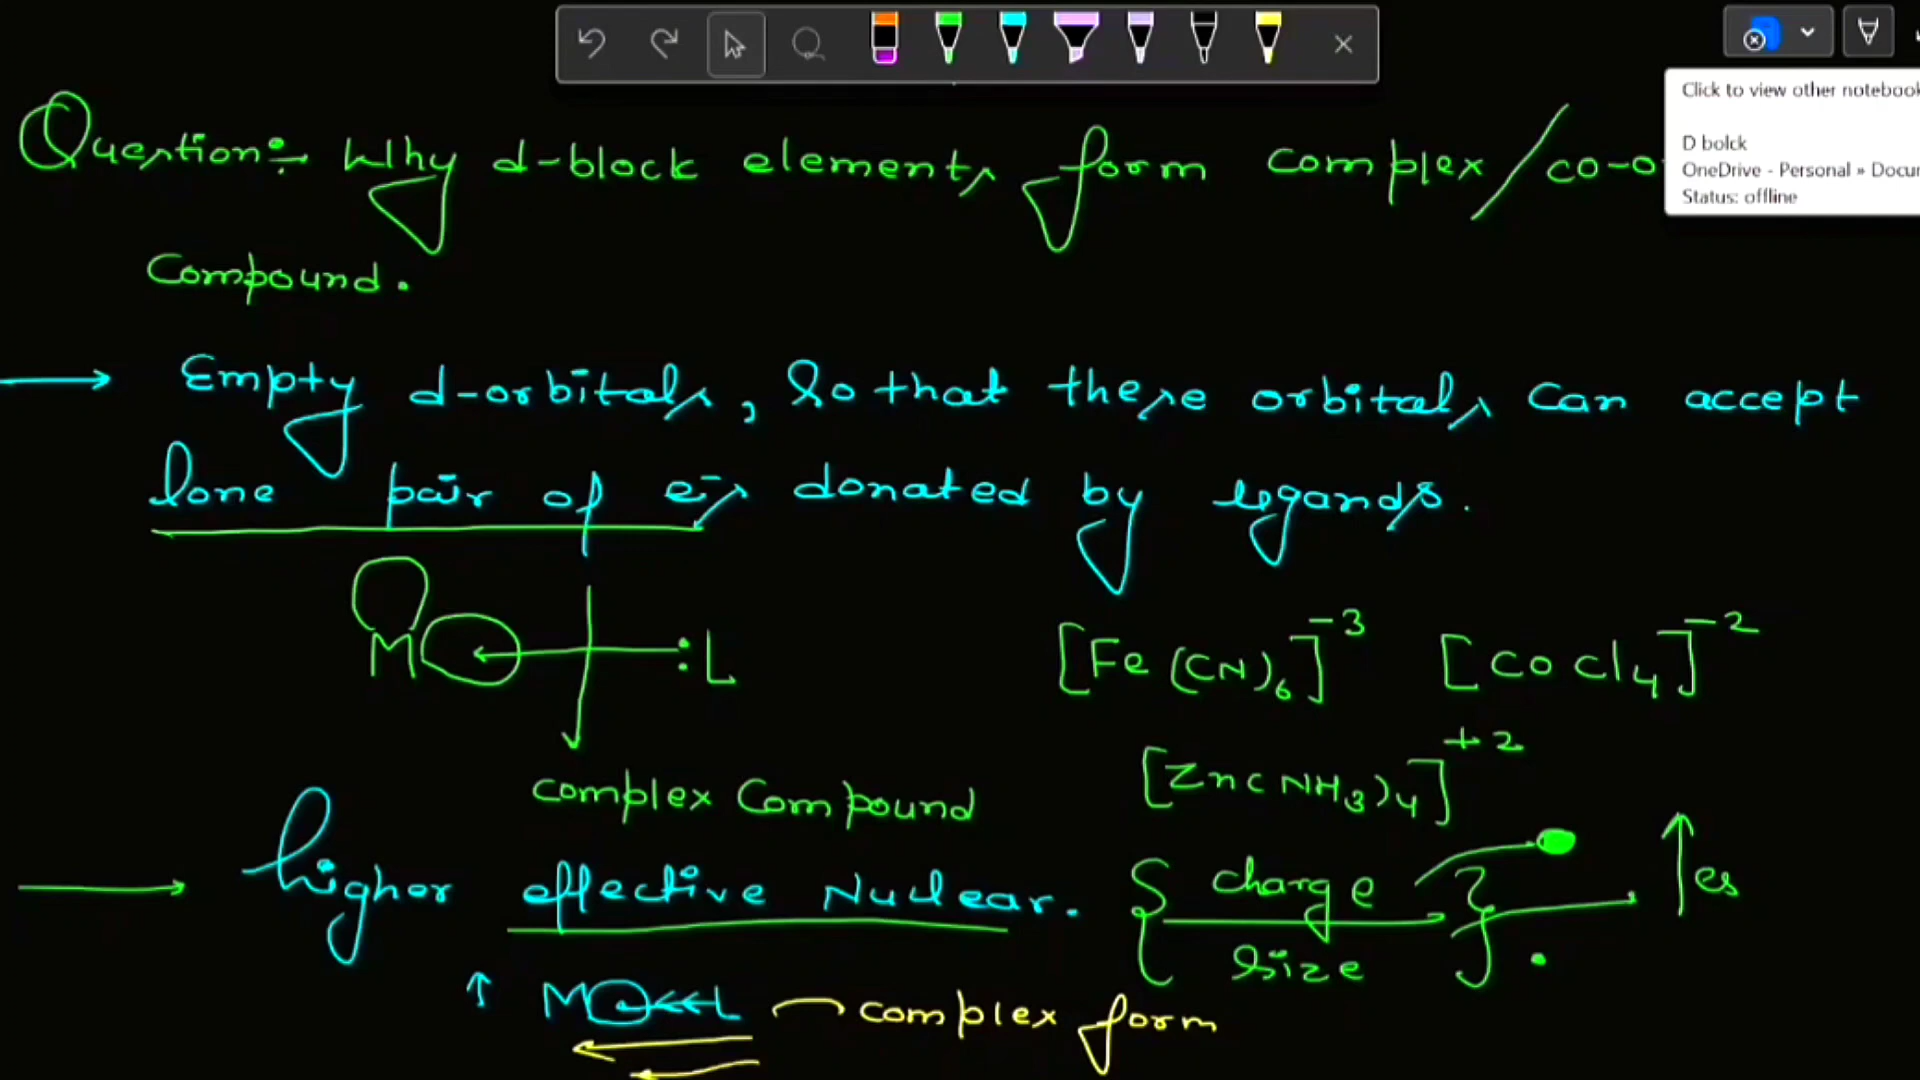 Click to view other notebook
D bolck
OneDrive - Personal » Docu
Status: offline
Question:- Why d-block elements form complex/co-o
Compound.
→ Empty d-orbitals, So that these orbitals can accept
lone pair of e-s donated by ligands.
M ← :L
[Fe(CN)6]-3 [CoCl4]-2
[Zn(NH3)4]+2
complex Compound
→ higher effective Nuclear. { charge / size } ↑es
↑ M ← L complex form